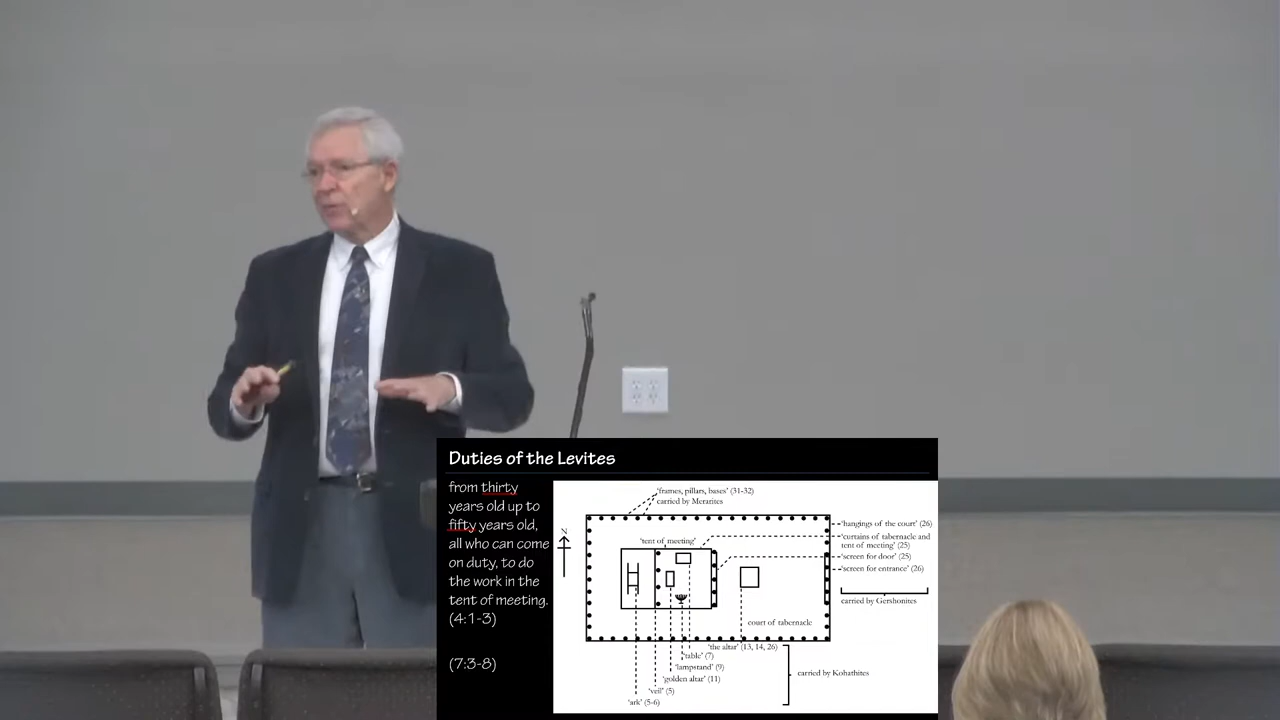 Duties of the Levites
from thirty
years old up to
fifty years old,
all who can come
on duty, to do
the work in the
tent of meeting.
(4:1-3)
(7:3-8)
'frames, pillars, bases' (31-32)
carried by Meratites
N
'tent of meeting'
'hangings of the court' (26)
'curtains of tabernacle and
tent of meeting' (25)
'screen for door' (25)
'screen for entrance' (26)
carried by Gershonites
court of tabernacle
'the altar' (13, 14, 26)
'table' (7)
'lampstand' (9)
'golden altar' (11)
'veil' (5)
'ark' (5-6)
carried by Kohathites